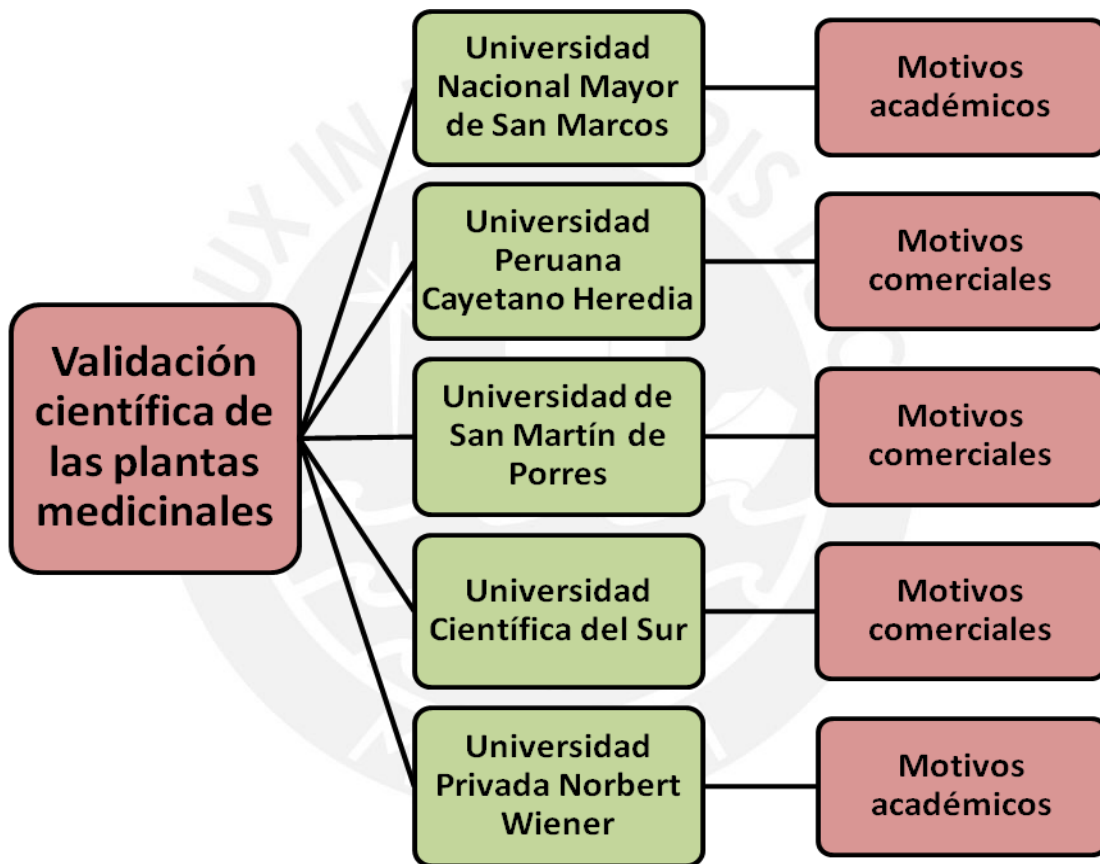 Universidad
Nacional Mayor
de San Marcos
Motivos
académicos
Universidad
Peruana
Cayetano Heredia
Motivos
comerciales
Validación
científica de
las plantas
medicinales
Universidad de
San Martín de
Porres
Motivos
comerciales
Universidad
Científica del Sur
Motivos
comerciales
Universidad
Privada Norbert
Wiener
Motivos
académicos